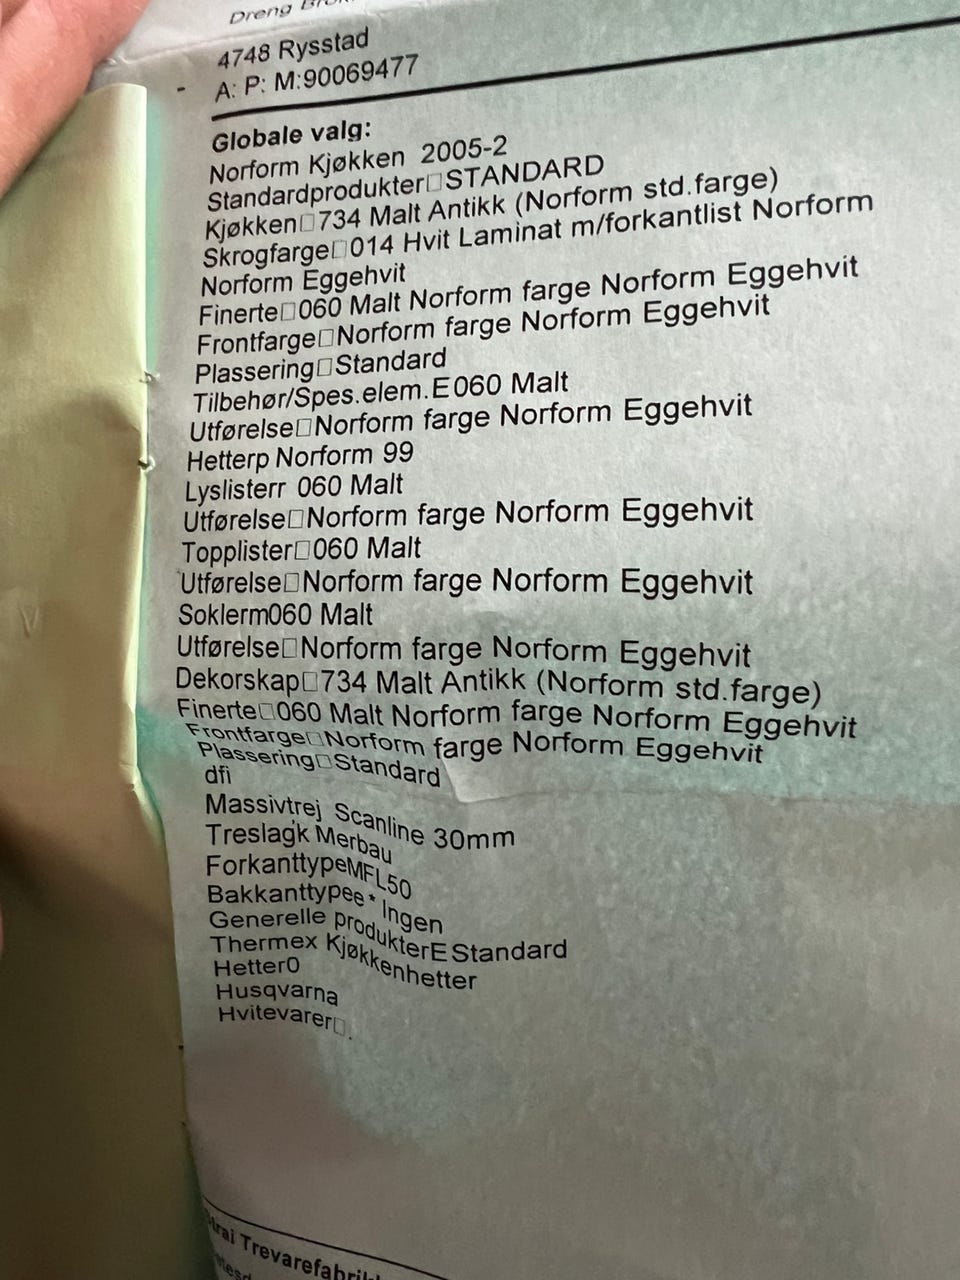 Dreng
4748 Rysstad
- A: P: M:90069477
Globale valg:
Norform Kjøkken 2005-2
Standardprodukter□STANDARD
Kjøkken□734 Malt Antikk (Norform std.farge)
Skrogfarge□014 Hvit Laminat m/forkantlist Norform
Norform Eggehvit
Finerte□060 Malt Norform farge Norform Eggehvit
Frontfarge□Norform farge Norform Eggehvit
Plassering□Standard
Tilbehør/Spes.elem.E060 Malt
Utførelse□Norform farge Norform Eggehvit
Hetterp Norform 99
Lyslisterr 060 Malt
Utførelse□Norform farge Norform Eggehvit
Topplister□060 Malt
Utførelse□Norform farge Norform Eggehvit
Soklerm060 Malt
Utførelse□Norform farge Norform Eggehvit
Dekorskap□734 Malt Antikk (Norform std.farge)
Finerte□060 Malt Norform farge Norform Eggehvit
Frontfarge□Norform farge Norform Eggehvit
Plassering□Standard
dfi
Massivtrej Scanline 30mm
Treslag'k Merbau
ForkanttypeMFL50
Bakkanttypee* Ingen
Generelle produkterEStandard
Thermex Kjøkkenhetter
Hetter0
Husqvarna
Hvitevarer□.
Trevarefabrikk